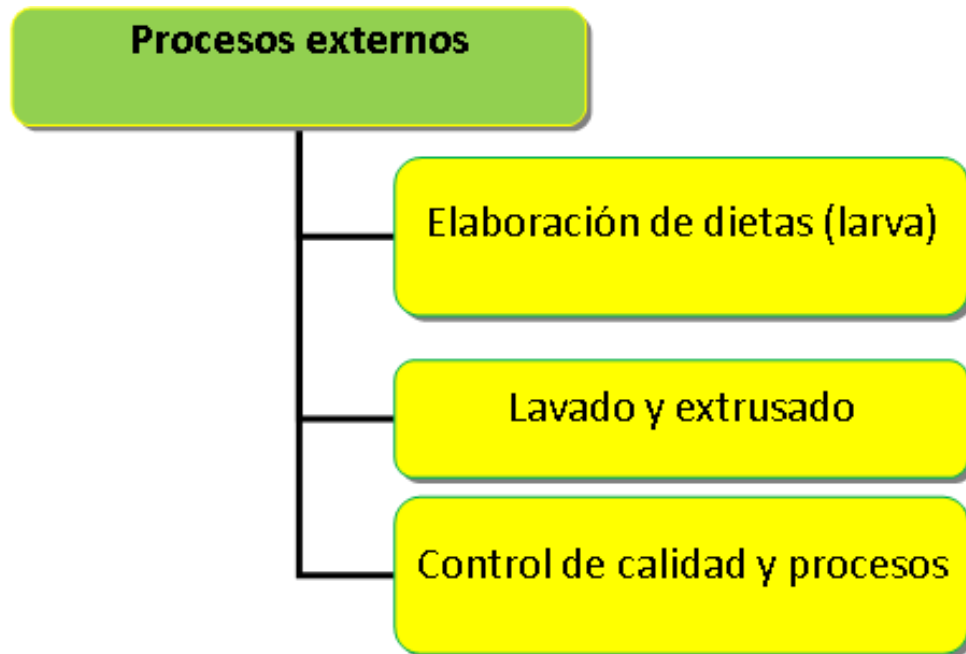 Procesos externos
Elaboración de dietas (larva)
Lavado y extrusado
Control de calidad y procesos